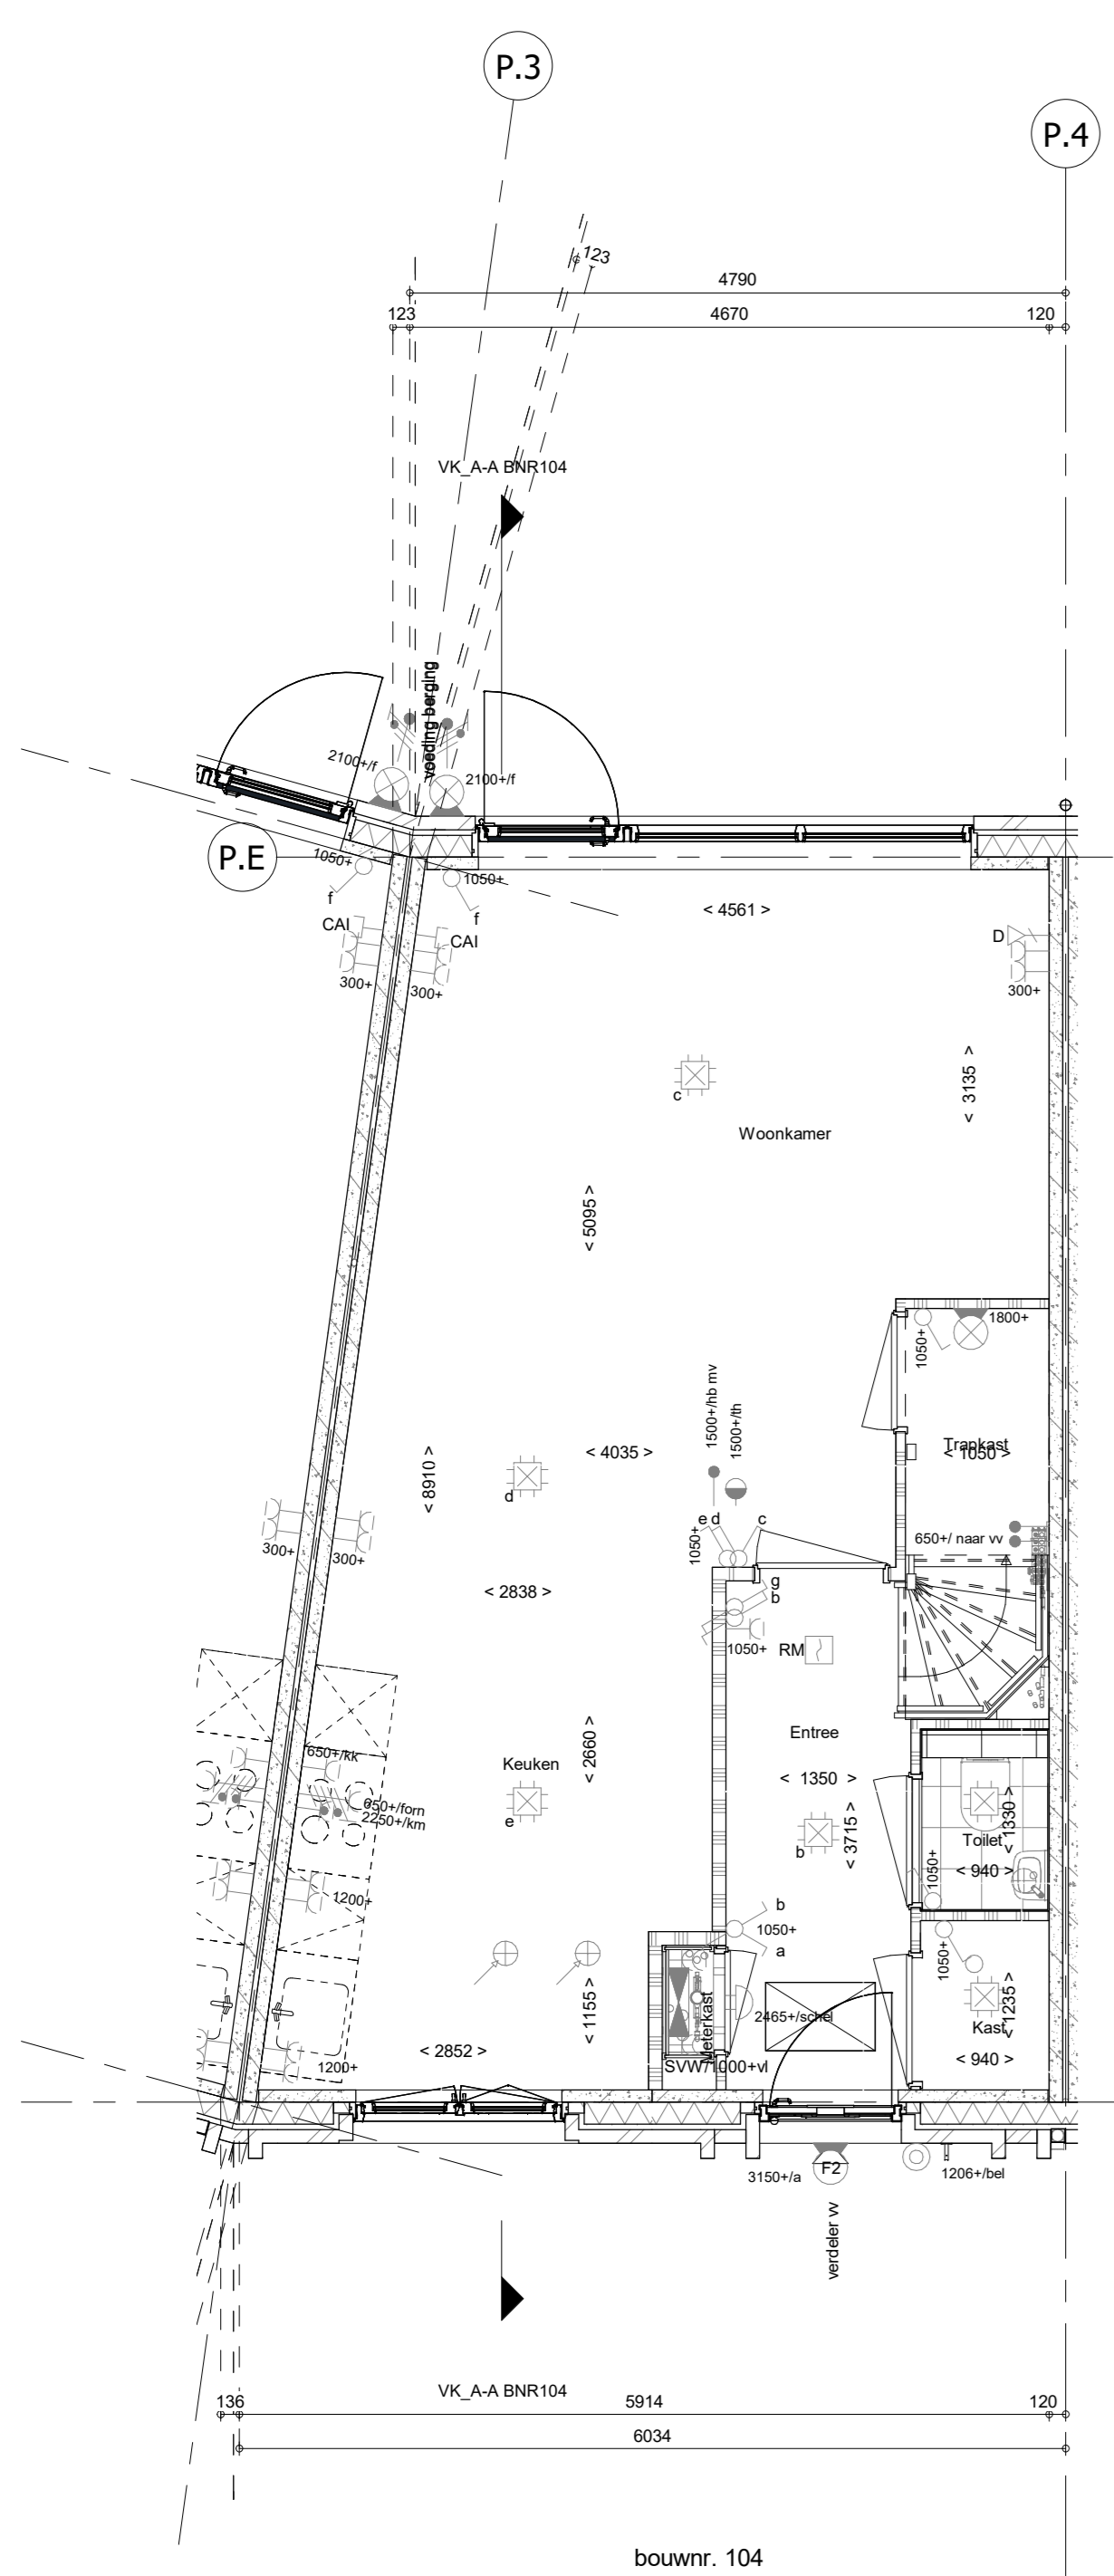 P.3
P.4
123
4790
123
4670
120
VK_A-A BNR104
voeding berging
2100+/f
2100+/f
P.E
1050+
1050+
f
f
CAI
CAI
300+
300+
< 4561 >
D
300+
< 3135 >
c
Woonkamer
< 5095 >
1800+
1050+
1500+/hb mv
1500+/th
Trapkast
< 1050 >
< 4035 >
< 8910 >
d
e d
c
1050+
650+/ naar vv
300+
300+
< 2838 >
g
b
1050+
RM
Entree
650+/kk
Keuken
< 2660 >
< 1350 >
650+/forn
2250+/km
e
b
< 3715 >
Toilet
< 1330 >
< 940 >
1050+
1200+
b
1050+
a
1050+
< 1155 >
Meterkast
2465+/schel
Kast
< 1235 >
< 2852 >
1200+
SVW/1000+vl
< 940 >
3150+/a
F2
1206+/bel
verdeler vv
VK_A-A BNR104
136
5914
120
6034
bouwnr. 104